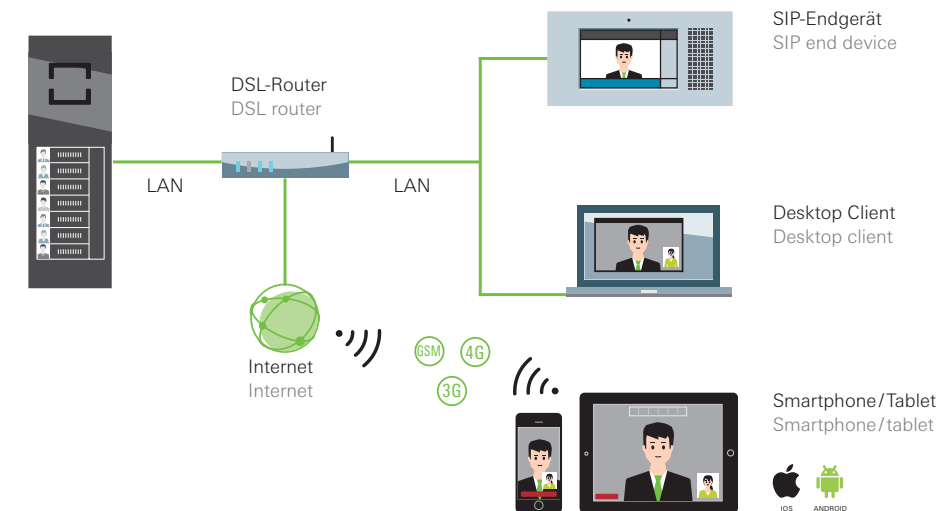 SIP-Endgerät
SIP end device
DSL-Router
DSL router
LAN
LAN
Desktop Client
Desktop client
Internet
Internet
GSM
4G
3G
Smartphone/Tablet
Smartphone/tablet
IOS
ANDROID